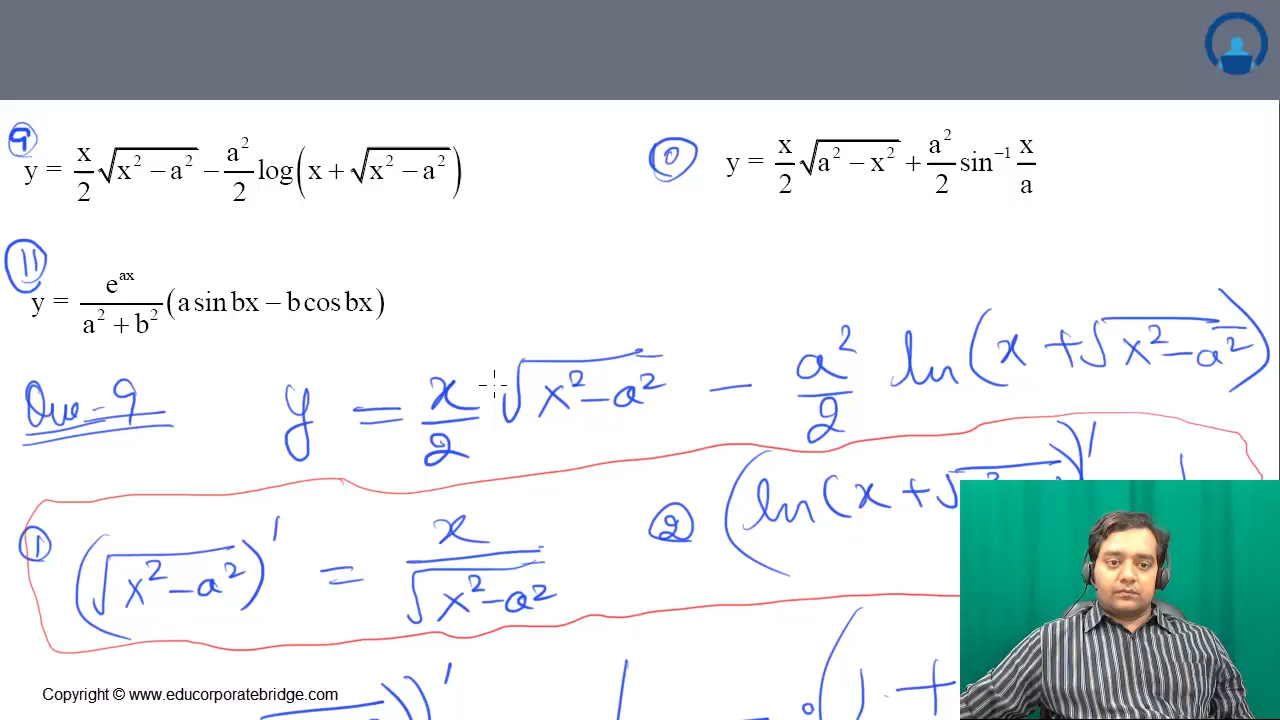 9
y = x/2 √(x² − a²) − a²/2 log(x + √(x² − a²))
10
y = x/2 √(a² − x²) + a²/2 sin⁻¹ x/a
11
y = e^(ax)/(a² + b²) (a sin bx − b cos bx)
Que - 9 y = x/2 √(x² − a²) − a²/2 ln(x + √(x² − a²))
① (√(x² − a²))' = x/√(x² − a²)
② (ln(x + √
Copyright © www.educorporatebridge.com